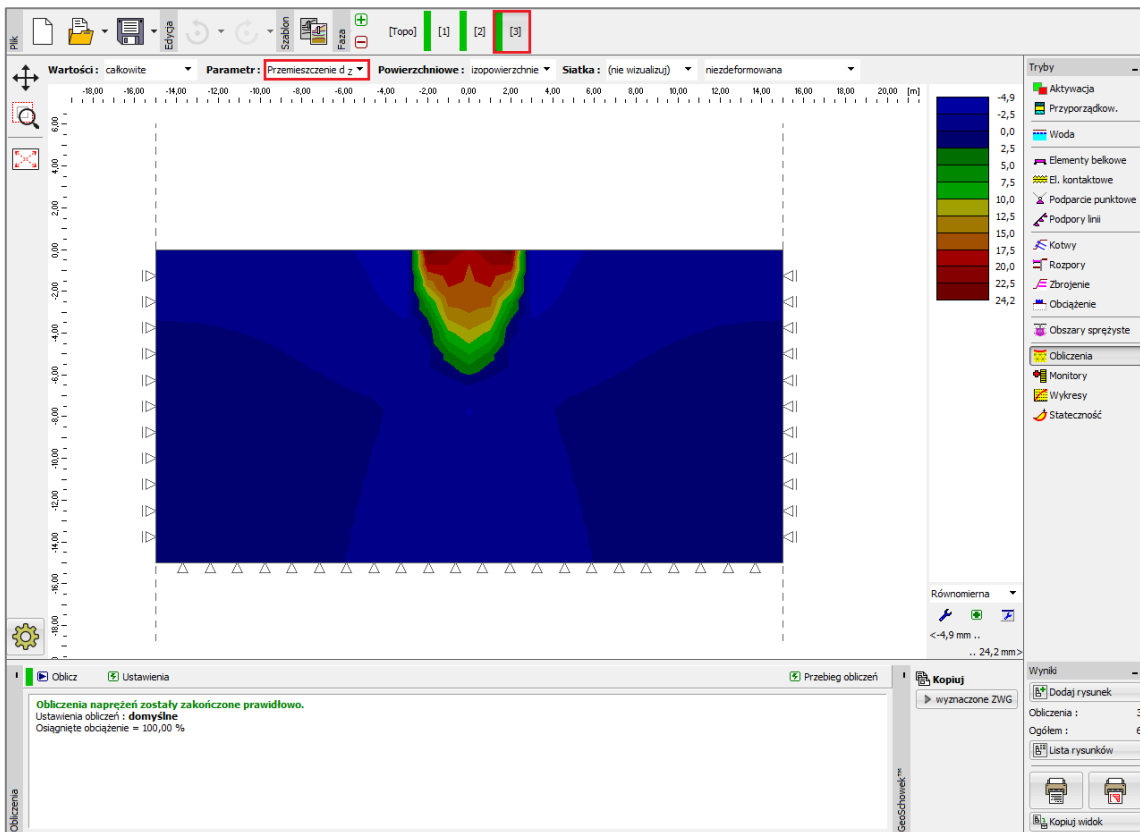 Plik
Edycja
Szablon
Faza
[Topo] [1] [2] [3]
Wartości : całkowite Parametr : Przemieszczenie d z Powierzchniowe : izopowierzchnie Siatka : (nie wizualizuj) niezdeformowana
-18,00 -16,00 -14,00 -12,00 -10,00 -8,00 -6,00 -4,00 -2,00 0,00 2,00 4,00 6,00 8,00 10,00 12,00 14,00 16,00 18,00 20,00 [m]
6,00
4,00
2,00
0,00
-2,00
-4,00
-6,00
-8,00
-10,00
-12,00
-14,00
-16,00
-18,00
-4,9
-2,5
0,0
2,5
5,0
7,5
10,0
12,5
15,0
17,5
20,0
22,5
24,2
Równomierna
<-4,9 mm ..
.. 24,2 mm>
Tryby
Aktywacja
Przyporządkow.
Woda
Elementy belkowe
El. kontaktowe
Podparcie punktowe
Podpory linii
Kotwy
Rozpory
Zbrojenie
Obciążenie
Obszary sprężyste
Obliczenia
Monitory
Wykresy
Stateczność
Oblicz Ustawienia Przebieg obliczeń
Obliczenia naprężeń zostały zakończone prawidłowo.
Ustawienia obliczeń : domyślne
Osiągnięte obciążenie = 100,00 %
Obliczenia
GeoSchowek™
Kopiuj
wyznaczone ZWG
Wyniki
Dodaj rysunek
Obliczenia : 3
Ogółem : 6
Lista rysunków
Kopiuj widok